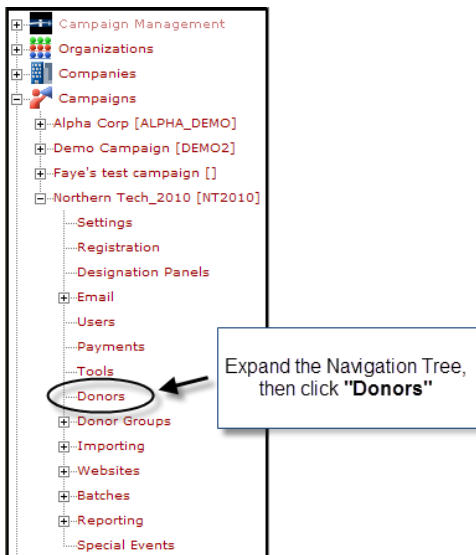 Campaign Management
Organizations
Companies
Campaigns
Alpha Corp [ALPHA_DEMO]
Demo Campaign [DEMO2]
Faye's test campaign []
Northern Tech_2010 [NT2010]
Settings
Registration
Designation Panels
Email
Users
Payments
Tools
Donors
Donor Groups
Importing
Websites
Batches
Reporting
Special Events
Expand the Navigation Tree,
then click "Donors"